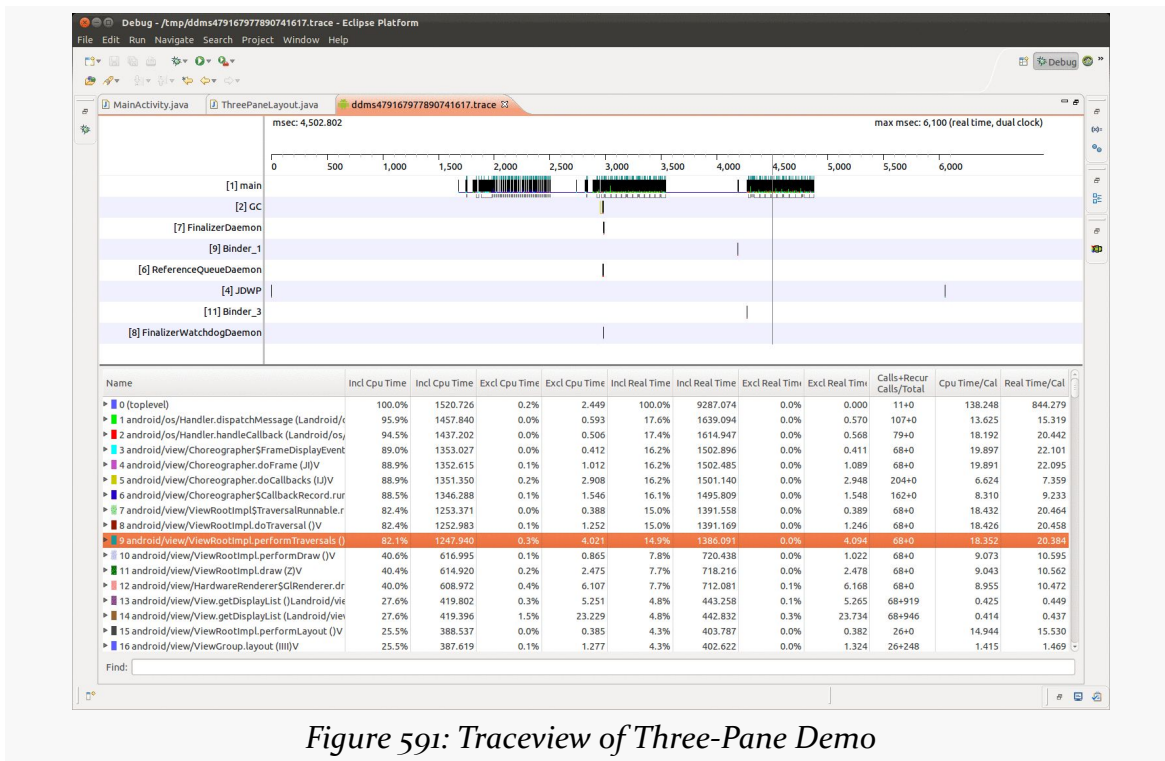 Debug - /tmp/ddms479167977890741617.trace - Eclipse Platform
File Edit Run Navigate Search Project Window Help
Debug »
MainActivity.java ThreePaneLayout.java ddms479167977890741617.trace
msec: 4,502.802 max msec: 6,100 (real time, dual clock)
0 500 1,000 1,500 2,000 2,500 3,000 3,500 4,000 4,500 5,000 5,500 6,000
[1] main
[2] GC
[7] FinalizerDaemon
[9] Binder_1
[6] ReferenceQueueDaemon
[4] JDWP
[11] Binder_3
[8] FinalizerWatchdogDaemon
Name Incl Cpu Time Incl Cpu Time Excl Cpu Time Excl Cpu Time Incl Real Time Incl Real Time Excl Real Time Excl Real Time Calls+Recur Calls/Total Cpu Time/Cal Real Time/Cal
0 (toplevel) 100.0% 1520.726 0.2% 2.449 100.0% 9287.074 0.0% 0.000 11+0 138.248 844.279
1 android/os/Handler.dispatchMessage (Landroid/o 95.9% 1457.840 0.0% 0.593 17.6% 1639.094 0.0% 0.570 107+0 13.625 15.319
2 android/os/Handler.handleCallback (Landroid/os/ 94.5% 1437.202 0.0% 0.506 17.4% 1614.947 0.0% 0.568 79+0 18.192 20.442
3 android/view/Choreographer$FrameDisplayEvent 89.0% 1353.027 0.0% 0.412 16.2% 1502.896 0.0% 0.411 68+0 19.897 22.101
4 android/view/Choreographer.doFrame (JI)V 88.9% 1352.615 0.1% 1.012 16.2% 1502.485 0.0% 1.089 68+0 19.891 22.095
5 android/view/Choreographer.doCallbacks (IJ)V 88.9% 1351.350 0.2% 2.908 16.2% 1501.140 0.0% 2.948 204+0 6.624 7.359
6 android/view/Choreographer$CallbackRecord.rur 88.5% 1346.288 0.1% 1.546 16.1% 1495.809 0.0% 1.548 162+0 8.310 9.233
7 android/view/ViewRootImpl$TraversalRunnable.r 82.4% 1253.371 0.0% 0.388 15.0% 1391.558 0.0% 0.389 68+0 18.432 20.464
8 android/view/ViewRootImpl.doTraversal ()V 82.4% 1252.983 0.1% 1.252 15.0% 1391.169 0.0% 1.246 68+0 18.426 20.458
9 android/view/ViewRootImpl.performTraversals () 82.1% 1247.940 0.3% 4.021 14.9% 1386.091 0.0% 4.094 68+0 18.352 20.384
10 android/view/ViewRootImpl.performDraw ()V 40.6% 616.995 0.1% 0.865 7.8% 720.438 0.0% 1.022 68+0 9.073 10.595
11 android/view/ViewRootImpl.draw (Z)V 40.4% 614.920 0.2% 2.475 7.7% 718.216 0.0% 2.478 68+0 9.043 10.562
12 android/view/HardwareRenderer$GlRenderer.dr 40.0% 608.972 0.4% 6.107 7.7% 712.081 0.1% 6.168 68+0 8.955 10.472
13 android/view/View.getDisplayList ()Landroid/vie 27.6% 419.802 0.3% 5.251 4.8% 443.258 0.1% 5.265 68+919 0.425 0.449
14 android/view/View.getDisplayList (Landroid/view 27.6% 419.396 1.5% 23.229 4.8% 442.832 0.3% 23.734 68+946 0.414 0.437
15 android/view/ViewRootImpl.performLayout ()V 25.5% 388.537 0.0% 0.385 4.3% 403.787 0.0% 0.382 26+0 14.944 15.530
16 android/view/ViewGroup.layout (IIII)V 25.5% 387.619 0.1% 1.277 4.3% 402.622 0.0% 1.324 26+248 1.415 1.469
Find:
Figure 591: Traceview of Three-Pane Demo